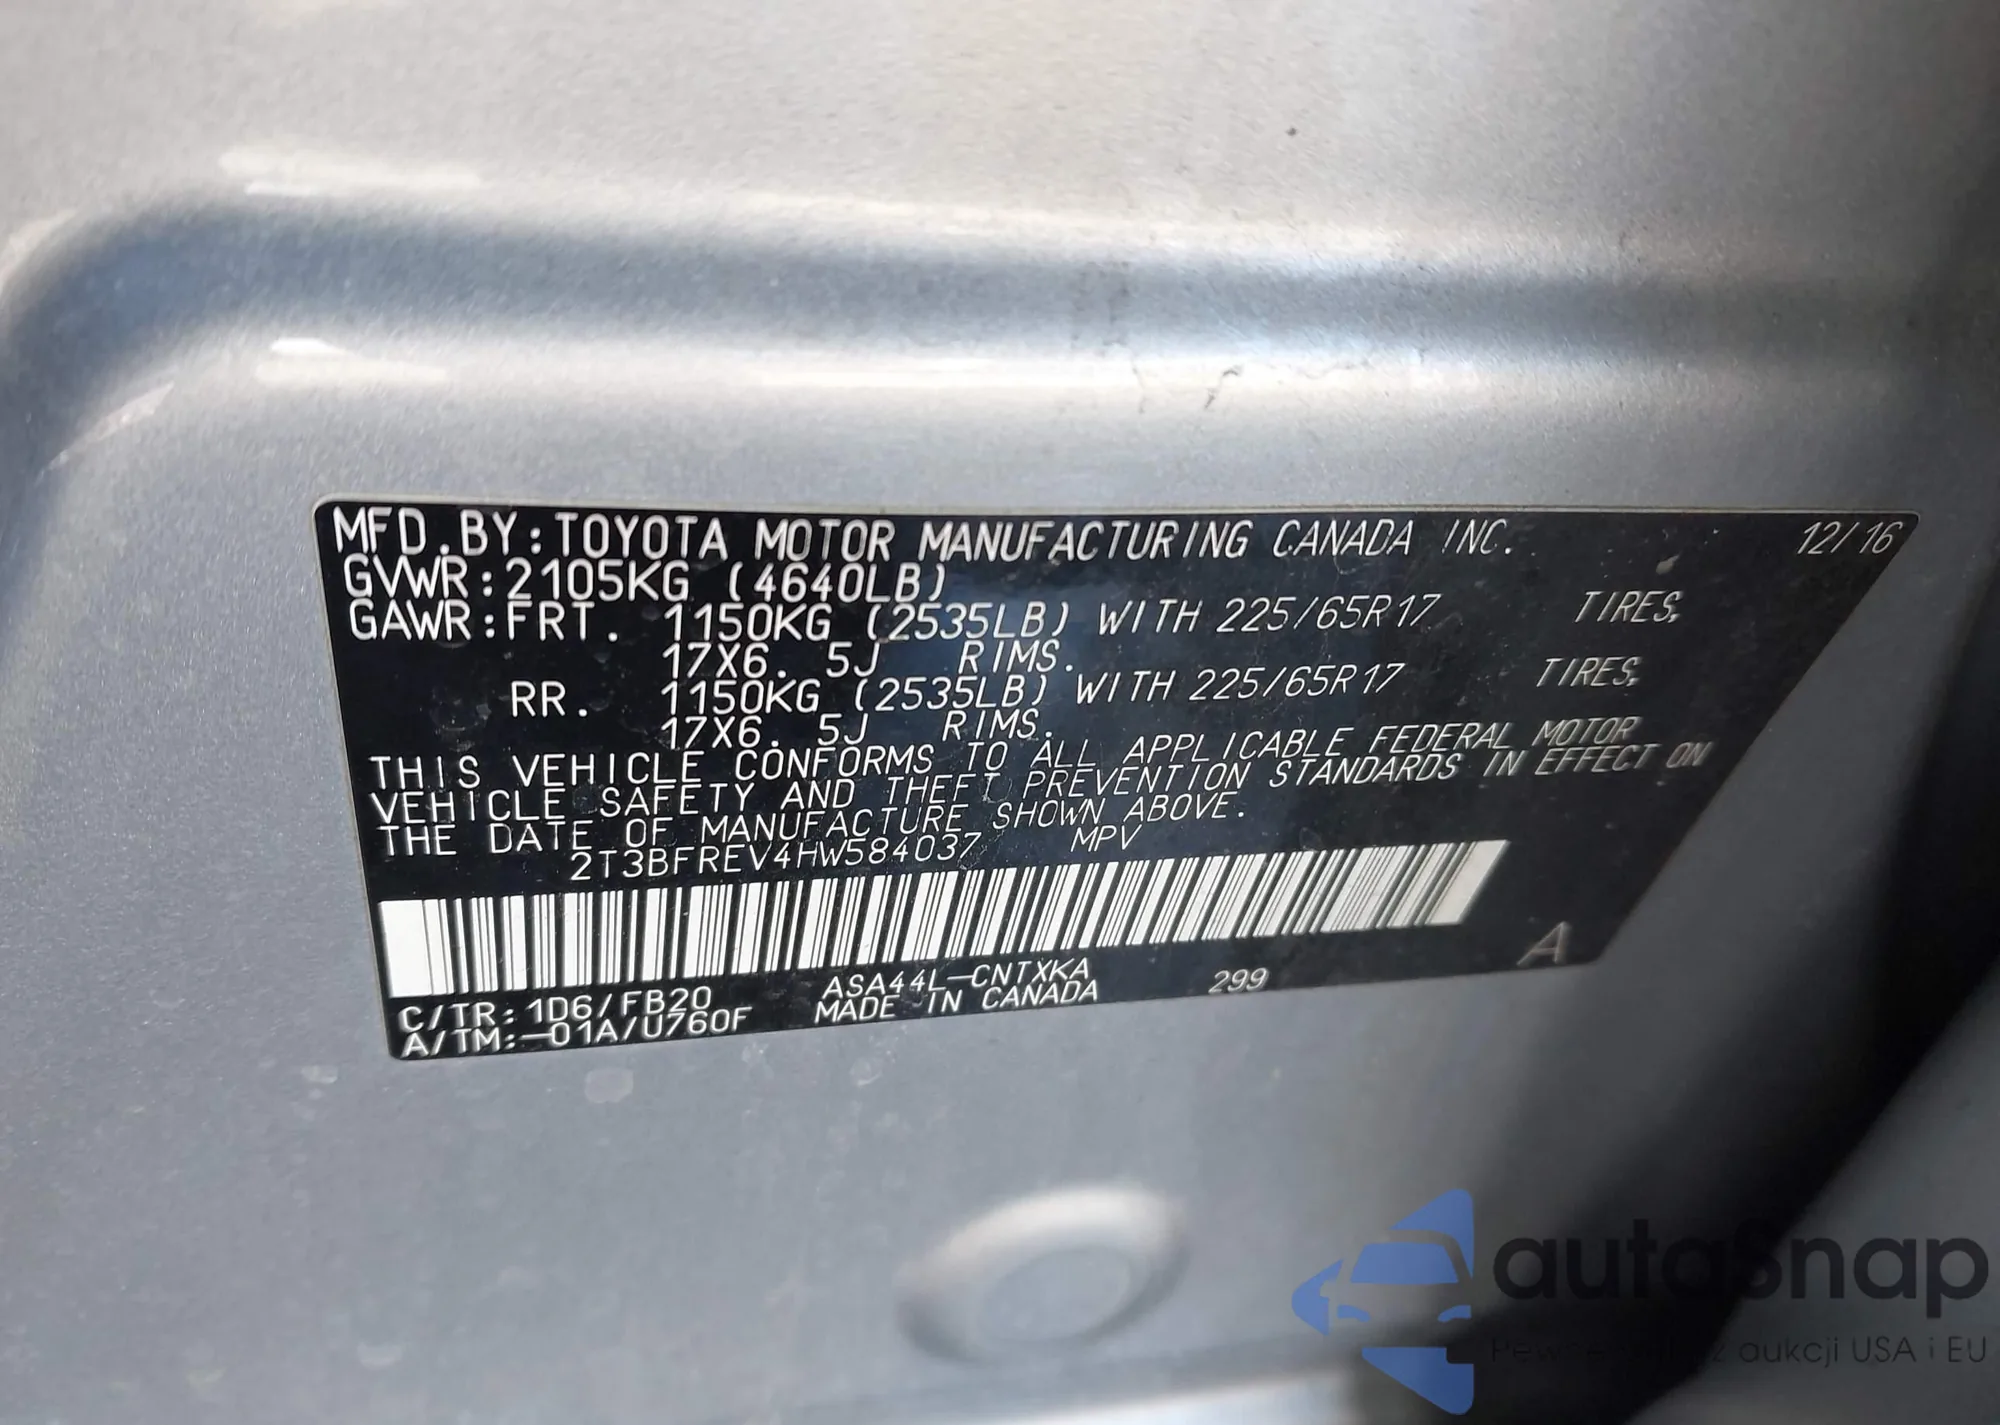 MFD.BY:TOYOTA MOTOR MANUFACTURING CANADA INC. 12/16
GVWR:2105KG (4640LB)
GAWR:FRT. 1150KG (2535LB) WITH 225/65R17 TIRES,
17X6.5J RIMS.
RR. 1150KG (2535LB) WITH 225/65R17 TIRES,
17X6.5J RIMS.
THIS VEHICLE CONFORMS TO ALL APPLICABLE FEDERAL MOTOR
VEHICLE SAFETY AND THEFT PREVENTION STANDARDS IN EFFECT ON
THE DATE OF MANUFACTURE SHOWN ABOVE.
2T3BFREV4HW584037 MPV
C/TR:1D6/FB20 ASA44L-CNTXKA 299 A
A/TM:-01A/U760F MADE IN CANADA
autoSnap
z aukcji USA i EU